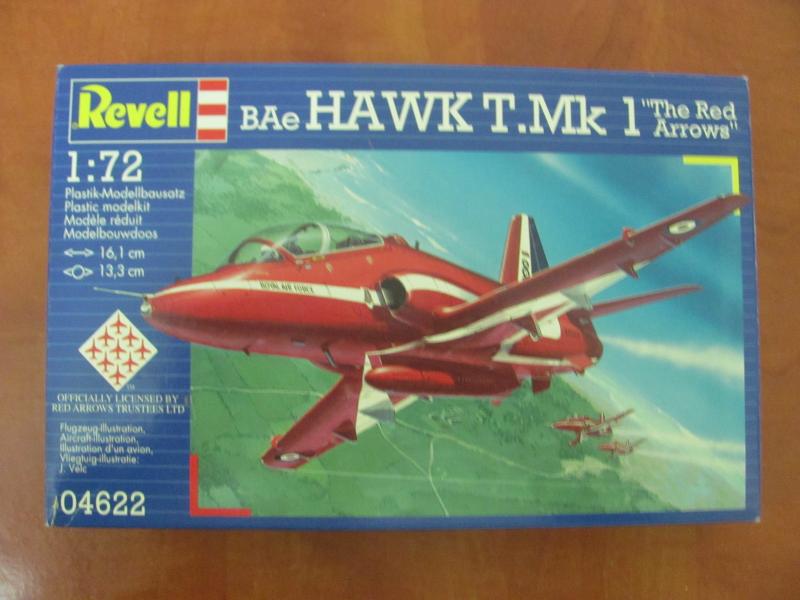 Revell
BAe HAWK T.Mk 1 "The Red
Arrows"
1:72
Plastik-Modellbausatz
Plastic modelkit
Modèle réduit
Modelbouwdoos
16,1 cm
13,3 cm
ROYAL AIR FORCE
TM
OFFICIALLY LICENSED BY
RED ARROWS TRUSTEES LTD
Flugzeug-Illustration,
Aircraft-illustration,
Illustration d'un avion,
Vliegtuig-illustratie:
J. Velc
04622